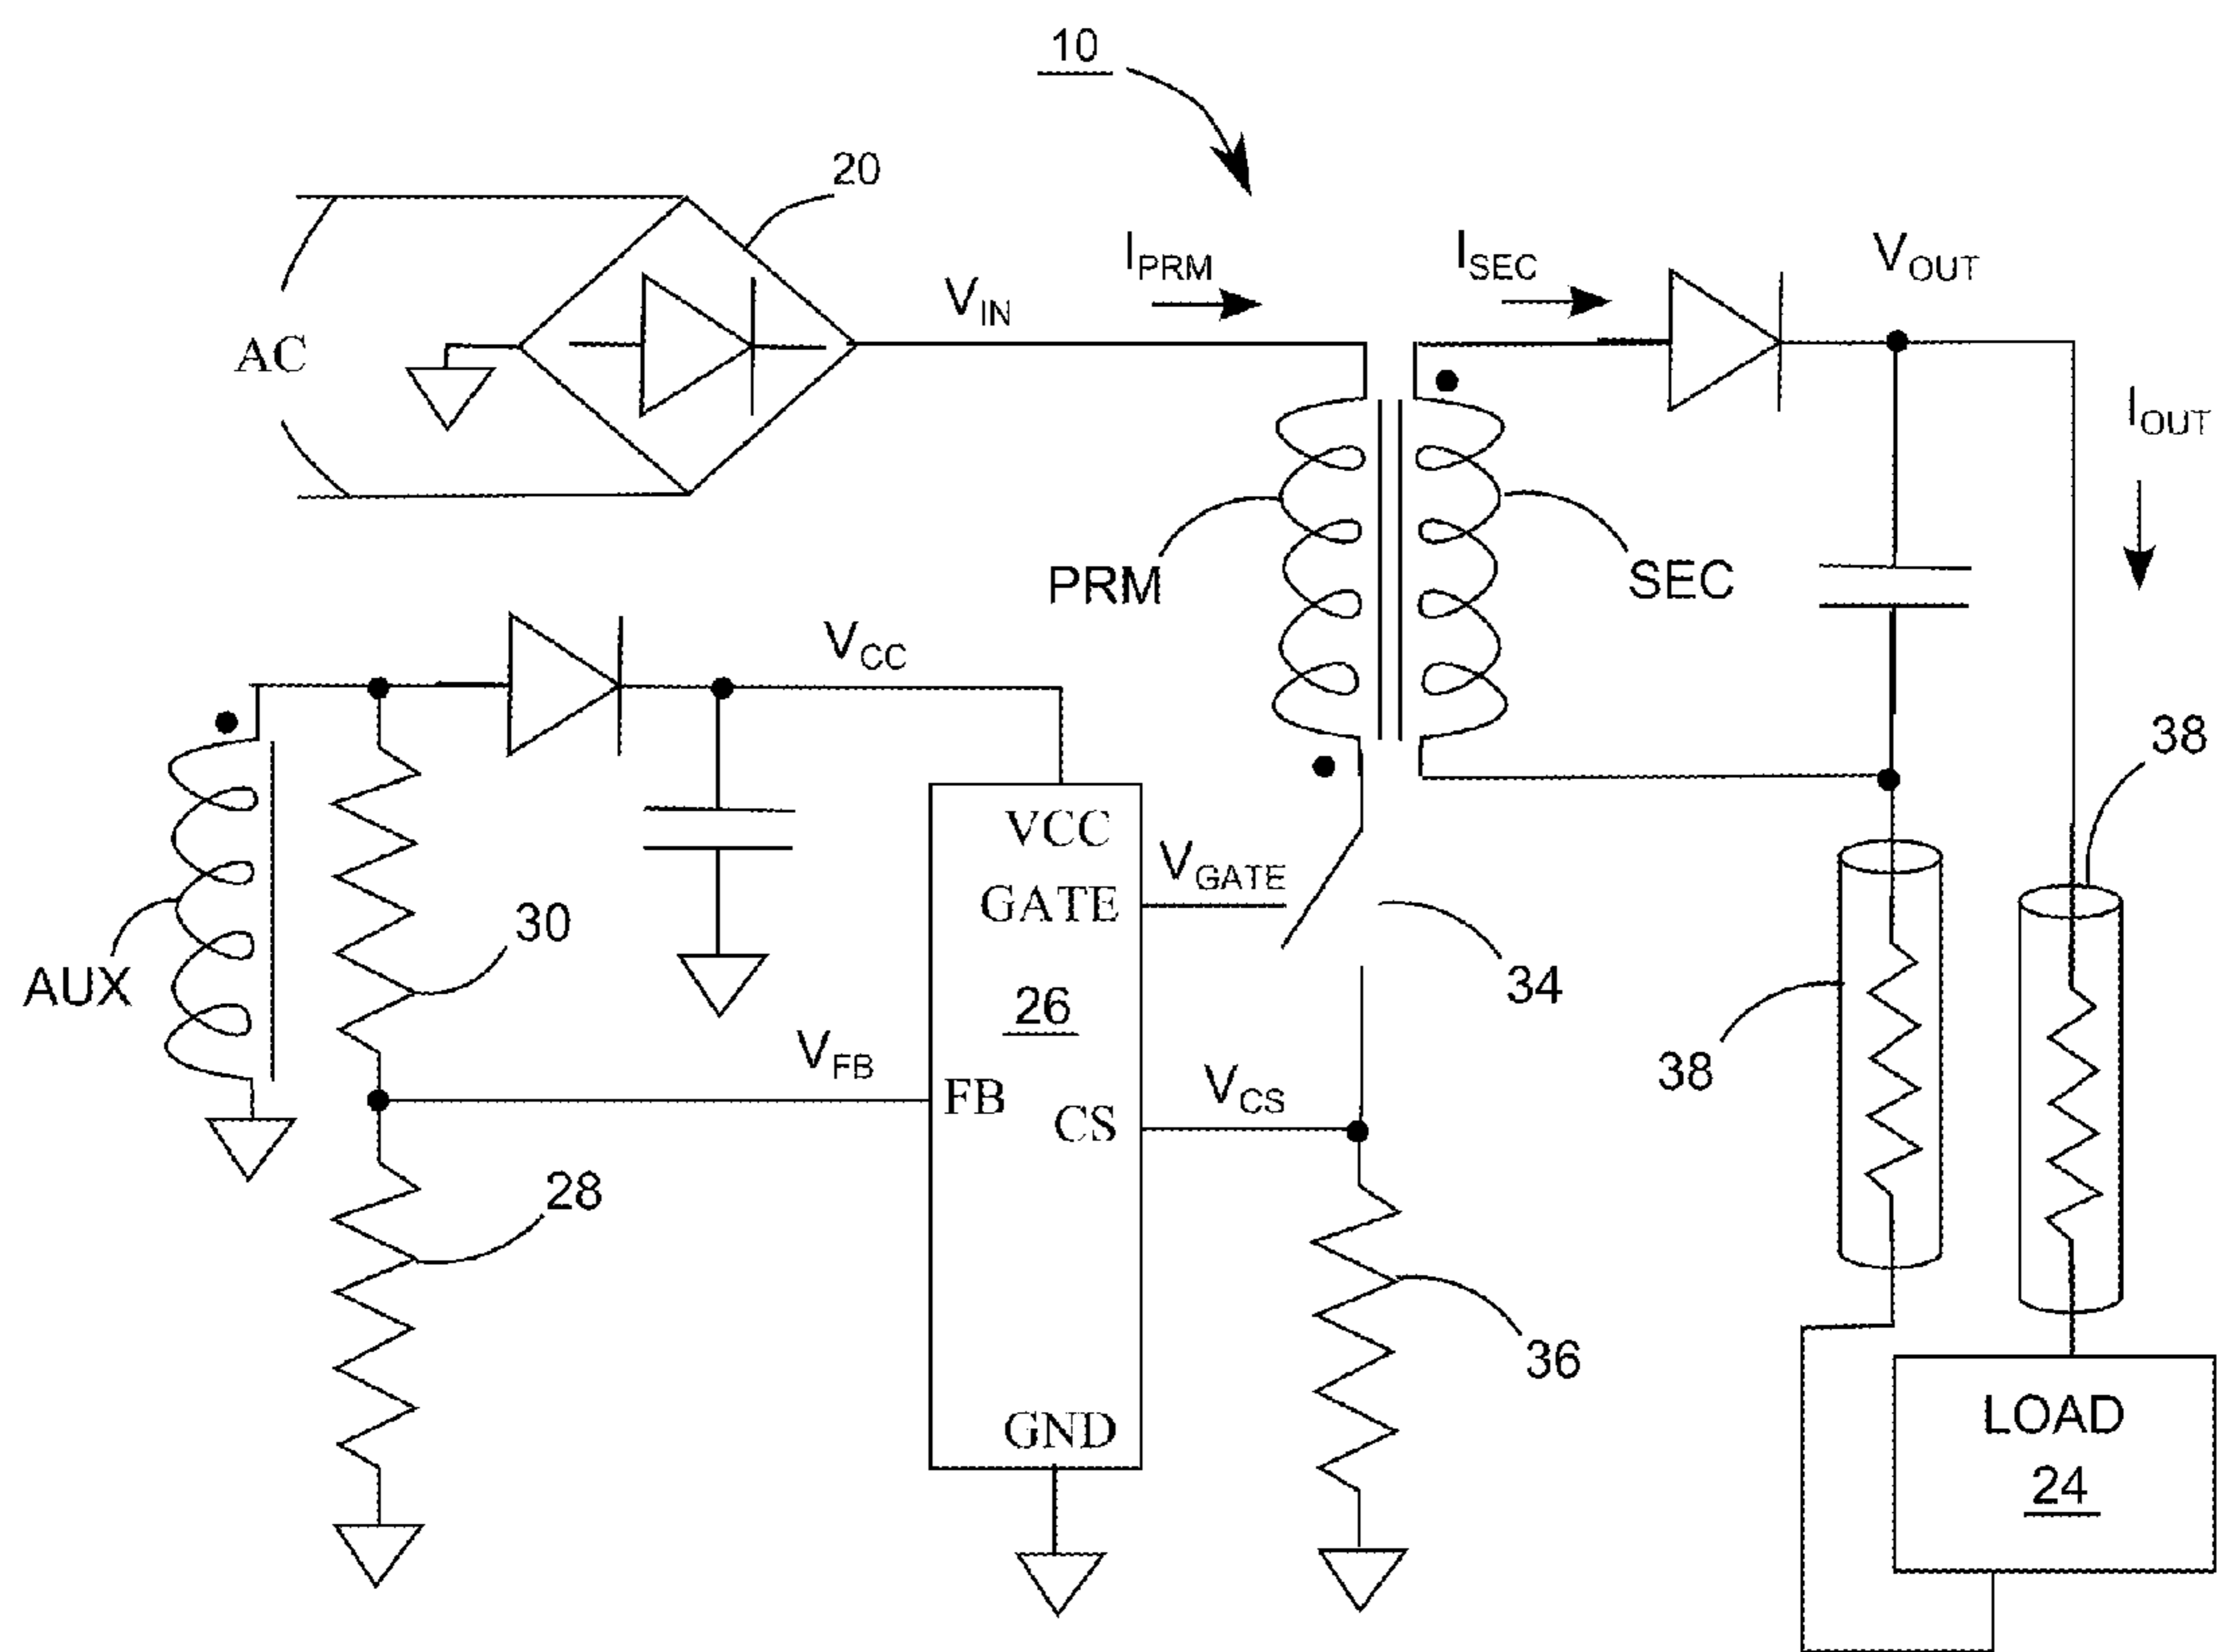 10
20
I_PRM
I_SEC
V_OUT
V_IN
AC
I_OUT
PRM
SEC
V_CC
38
VCC
V_GATE
GATE
30
AUX
26
34
V_FB
38
FB
V_CS
CS
28
36
GND
LOAD
24